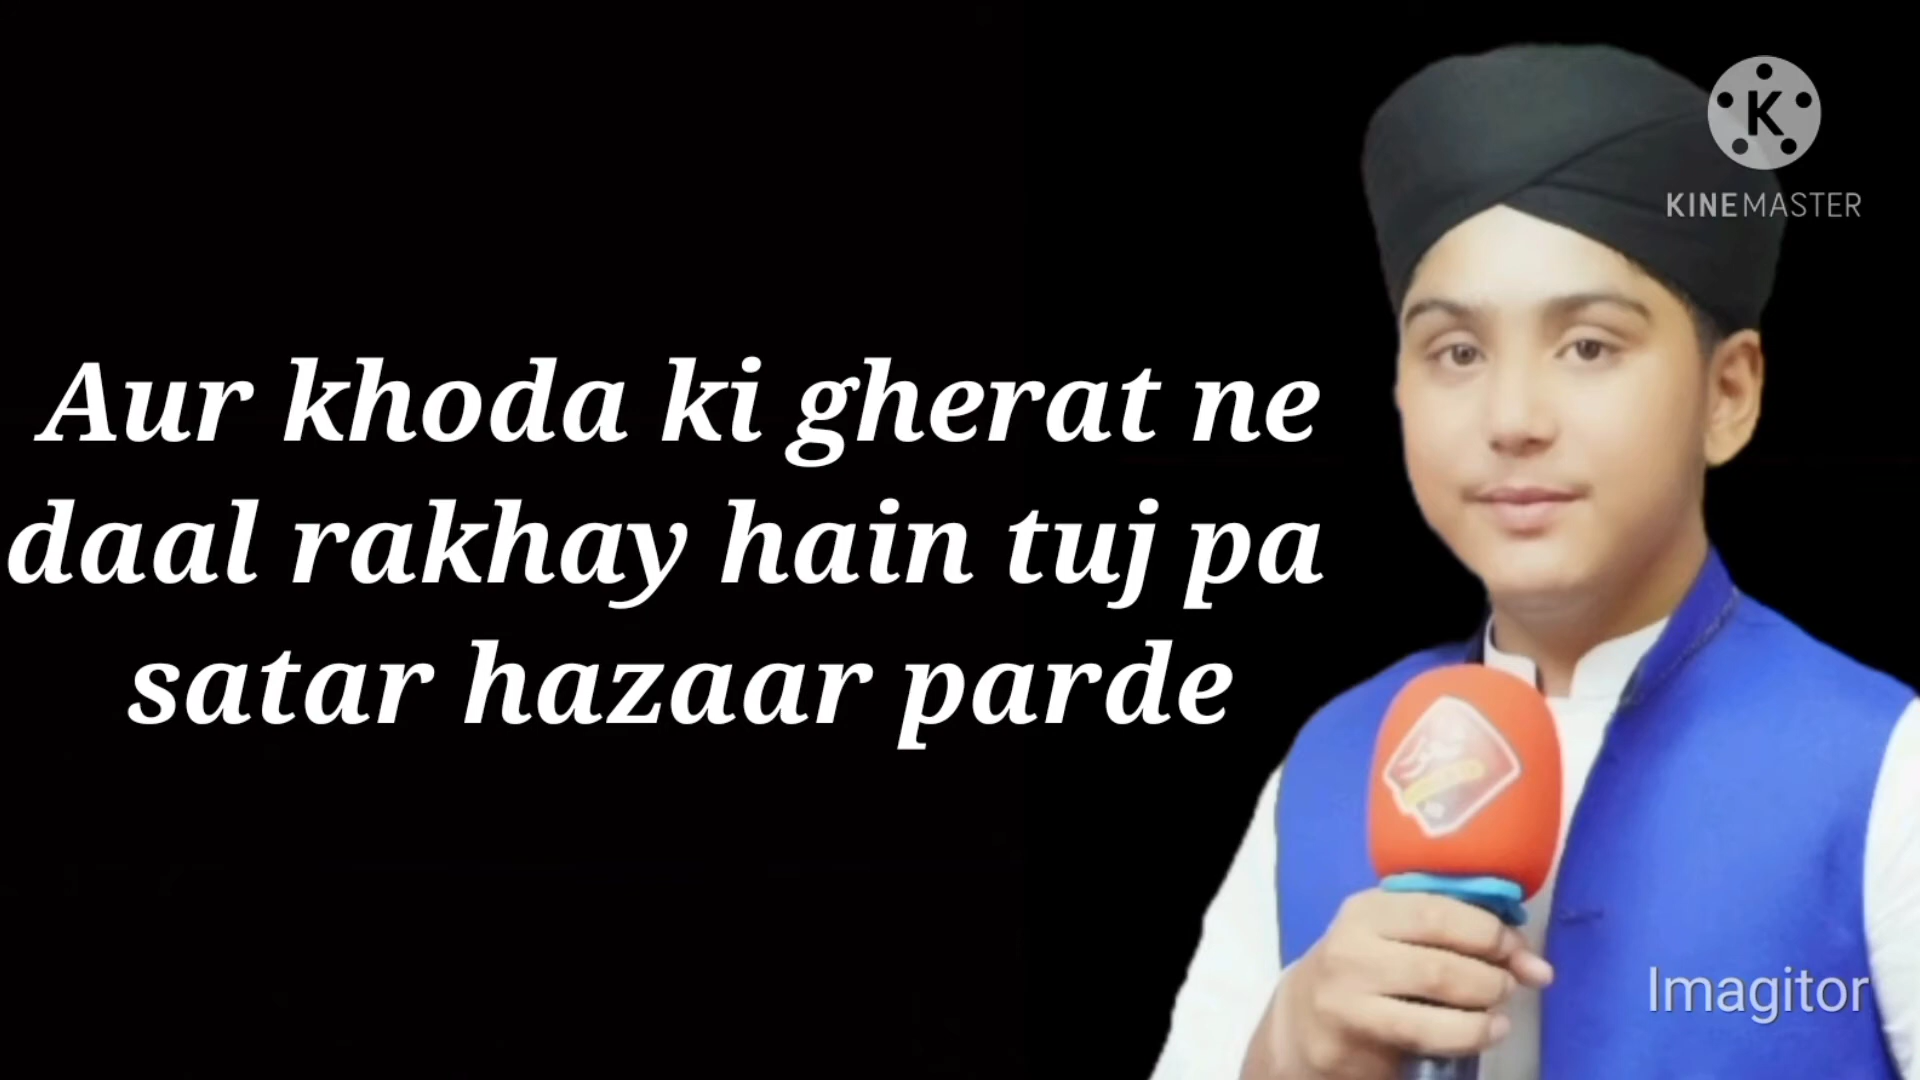 K
KINEMASTER
Aur khoda ki gherat ne
daal rakhay hain tuj pa
satar hazaar parde
Imagitor